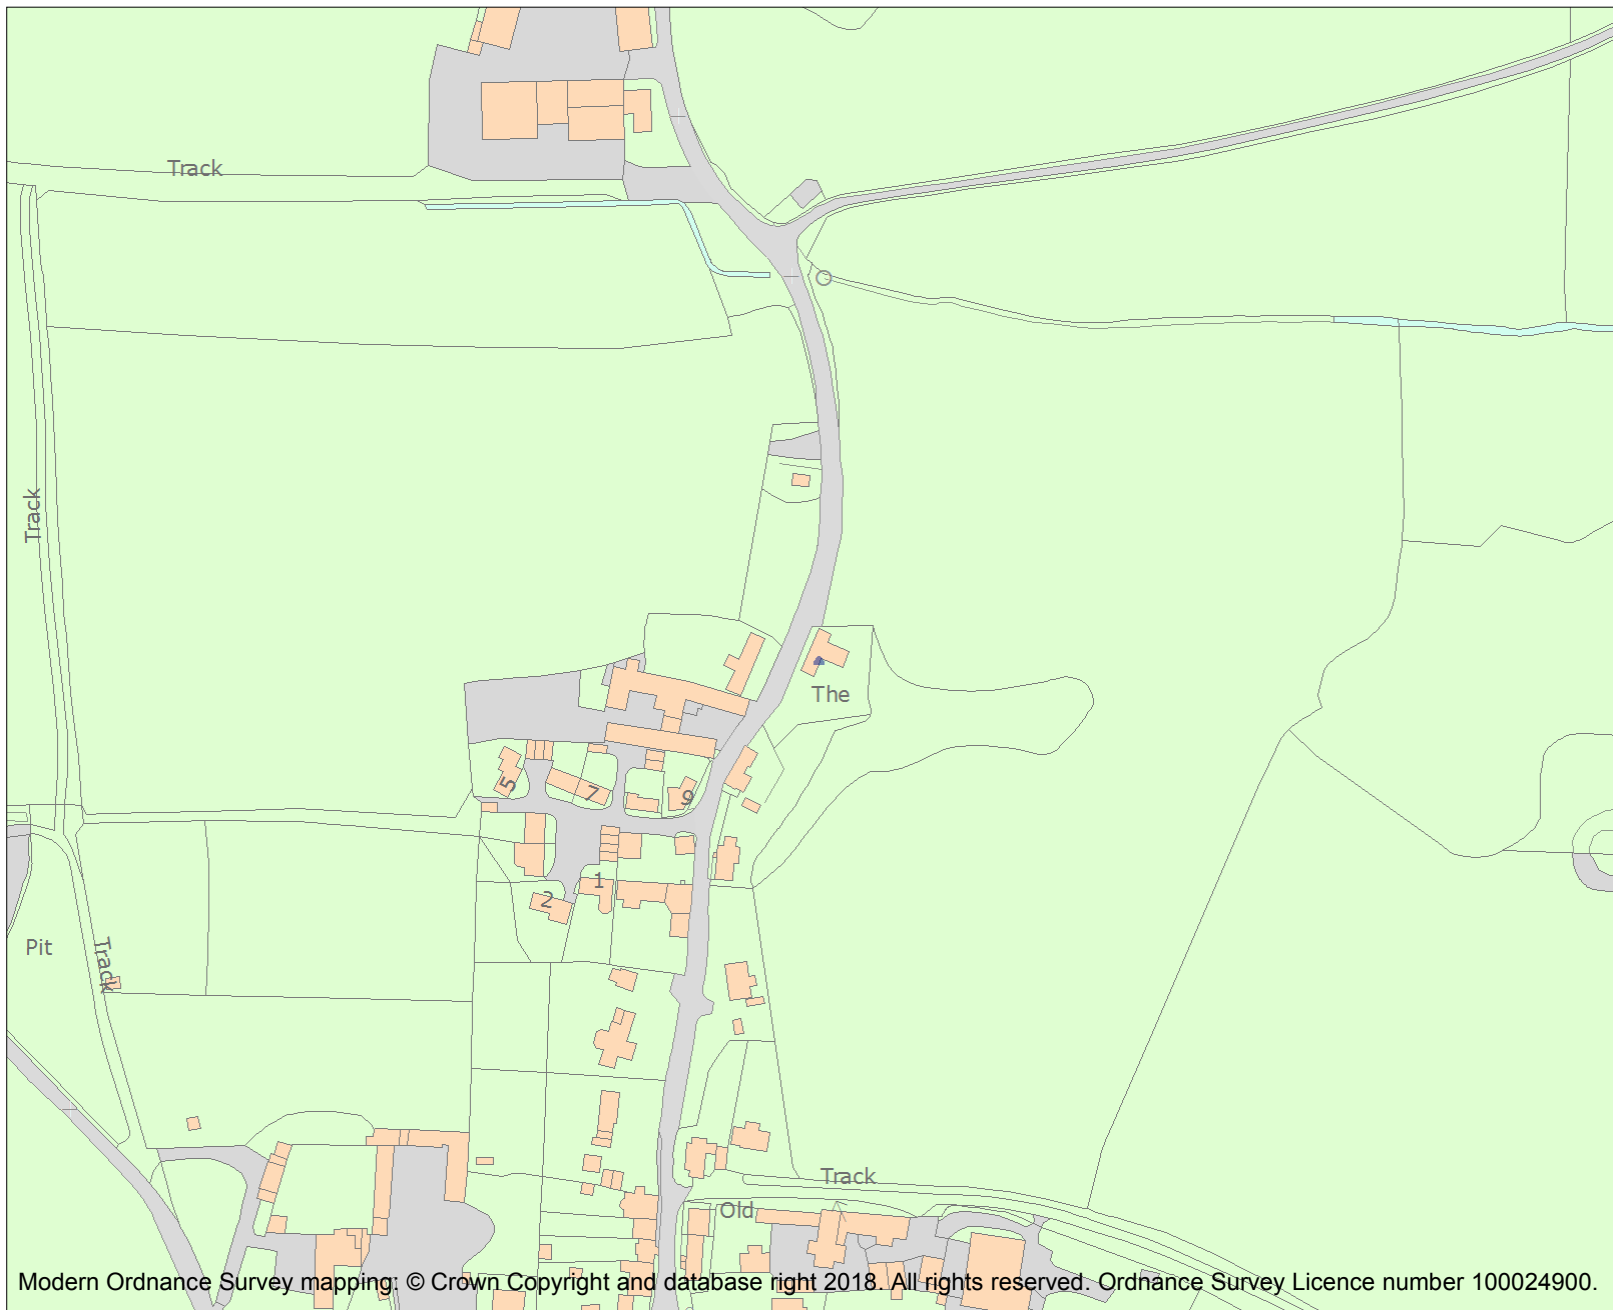 Track
Track
The
5
7
9
1
2
Pit
Track
Track
Old
Modern Ordnance Survey mapping: © Crown Copyright and database right 2018. All rights reserved. Ordnance Survey Licence number 100024900.